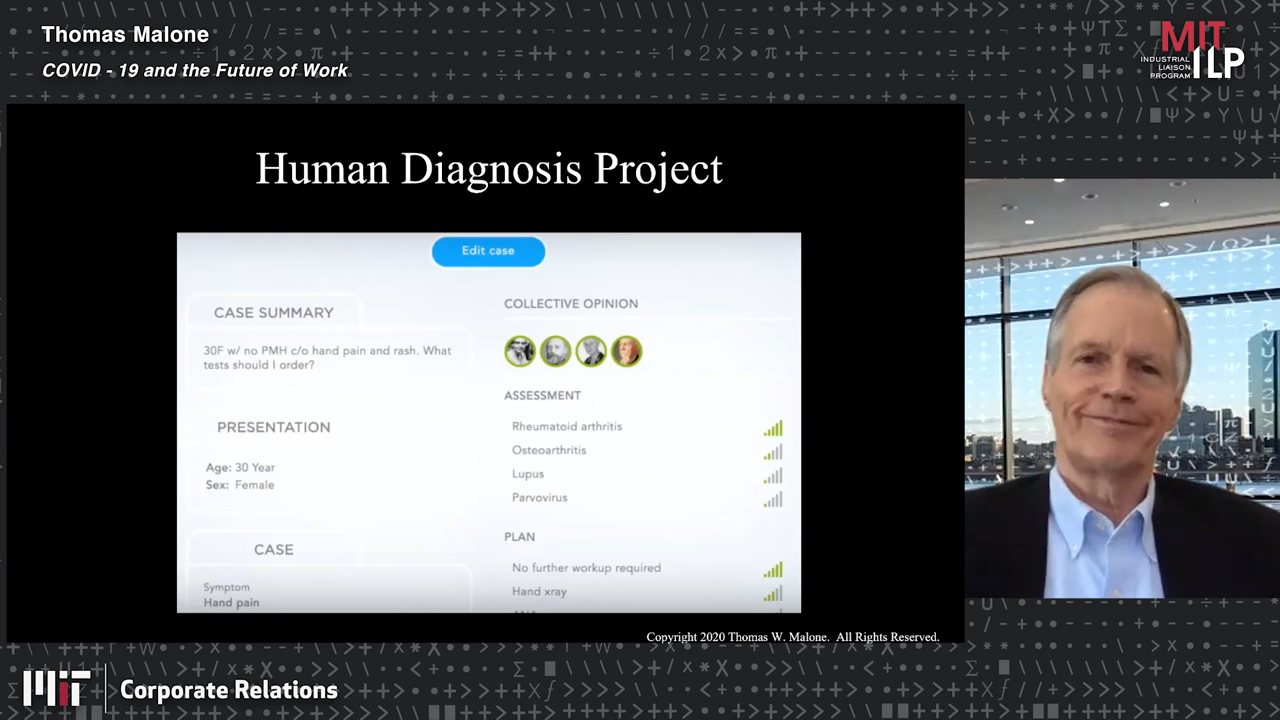 Thomas Malone
COVID - 19 and the Future of Work
MIT
INDUSTRIAL
LIAISON
PROGRAM
ILP
Human Diagnosis Project
Edit case
CASE SUMMARY
30F w/ no PMH c/o hand pain and rash. What
tests should I order?
PRESENTATION
Age: 30 Year
Sex: Female
CASE
Symptom
Hand pain
COLLECTIVE OPINION
ASSESSMENT
Rheumatoid arthritis
Osteoarthritis
Lupus
Parvovirus
PLAN
No further workup required
Hand xray
Copyright 2020 Thomas W. Malone. All Rights Reserved.
MIT
Corporate Relations